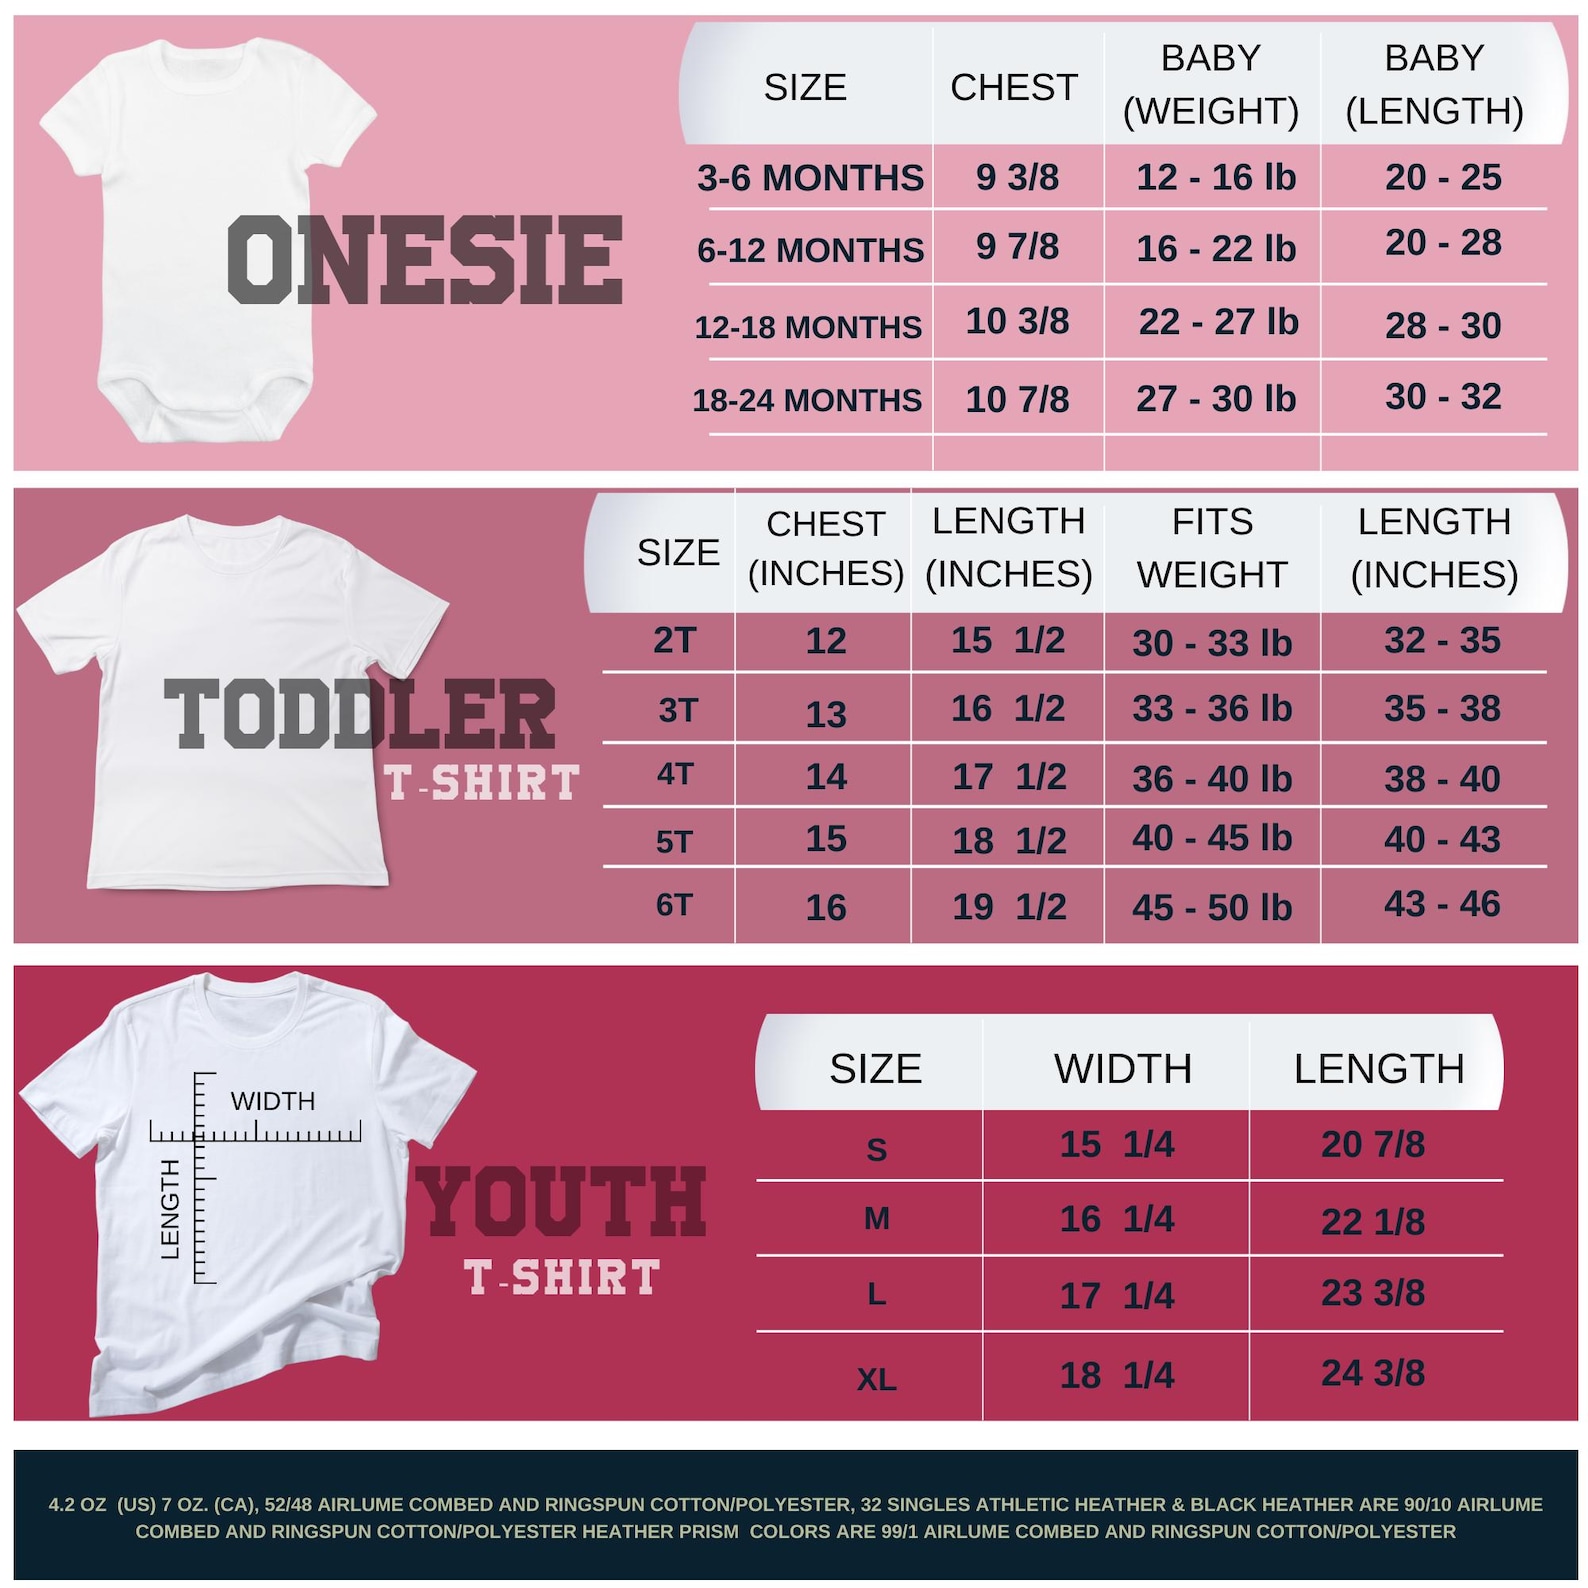 ONESIE
SIZE CHEST BABY (WEIGHT) BABY (LENGTH)
3-6 MONTHS 9 3/8 12 - 16 lb 20 - 25
6-12 MONTHS 9 7/8 16 - 22 lb 20 - 28
12-18 MONTHS 10 3/8 22 - 27 lb 28 - 30
18-24 MONTHS 10 7/8 27 - 30 lb 30 - 32
TODDLER
T-SHIRT
SIZE CHEST (INCHES) LENGTH (INCHES) FITS WEIGHT LENGTH (INCHES)
2T 12 15 1/2 30 - 33 lb 32 - 35
3T 13 16 1/2 33 - 36 lb 35 - 38
4T 14 17 1/2 36 - 40 lb 38 - 40
5T 15 18 1/2 40 - 45 lb 40 - 43
6T 16 19 1/2 45 - 50 lb 43 - 46
WIDTH
LENGTH
YOUTH
T-SHIRT
SIZE WIDTH LENGTH
S 15 1/4 20 7/8
M 16 1/4 22 1/8
L 17 1/4 23 3/8
XL 18 1/4 24 3/8
4.2 OZ (US) 7 OZ. (CA), 52/48 AIRLUME COMBED AND RINGSPUN COTTON/POLYESTER, 32 SINGLES ATHLETIC HEATHER & BLACK HEATHER ARE 90/10 AIRLUME
COMBED AND RINGSPUN COTTON/POLYESTER HEATHER PRISM COLORS ARE 99/1 AIRLUME COMBED AND RINGSPUN COTTON/POLYESTER